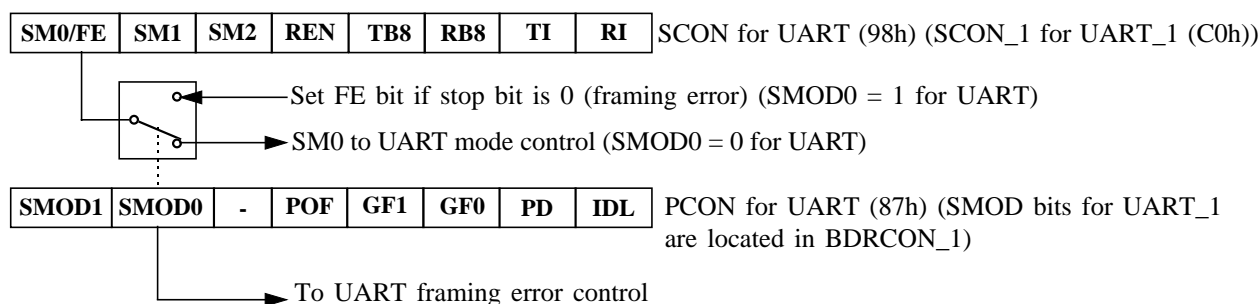 SM0/FE SM1 SM2 REN TB8 RB8 TI RI SCON for UART (98h) (SCON_1 for UART_1 (C0h))
Set FE bit if stop bit is 0 (framing error) (SMOD0 = 1 for UART)
SM0 to UART mode control (SMOD0 = 0 for UART)
SMOD1 SMOD0 - POF GF1 GF0 PD IDL PCON for UART (87h) (SMOD bits for UART_1
are located in BDRCON_1)
To UART framing error control